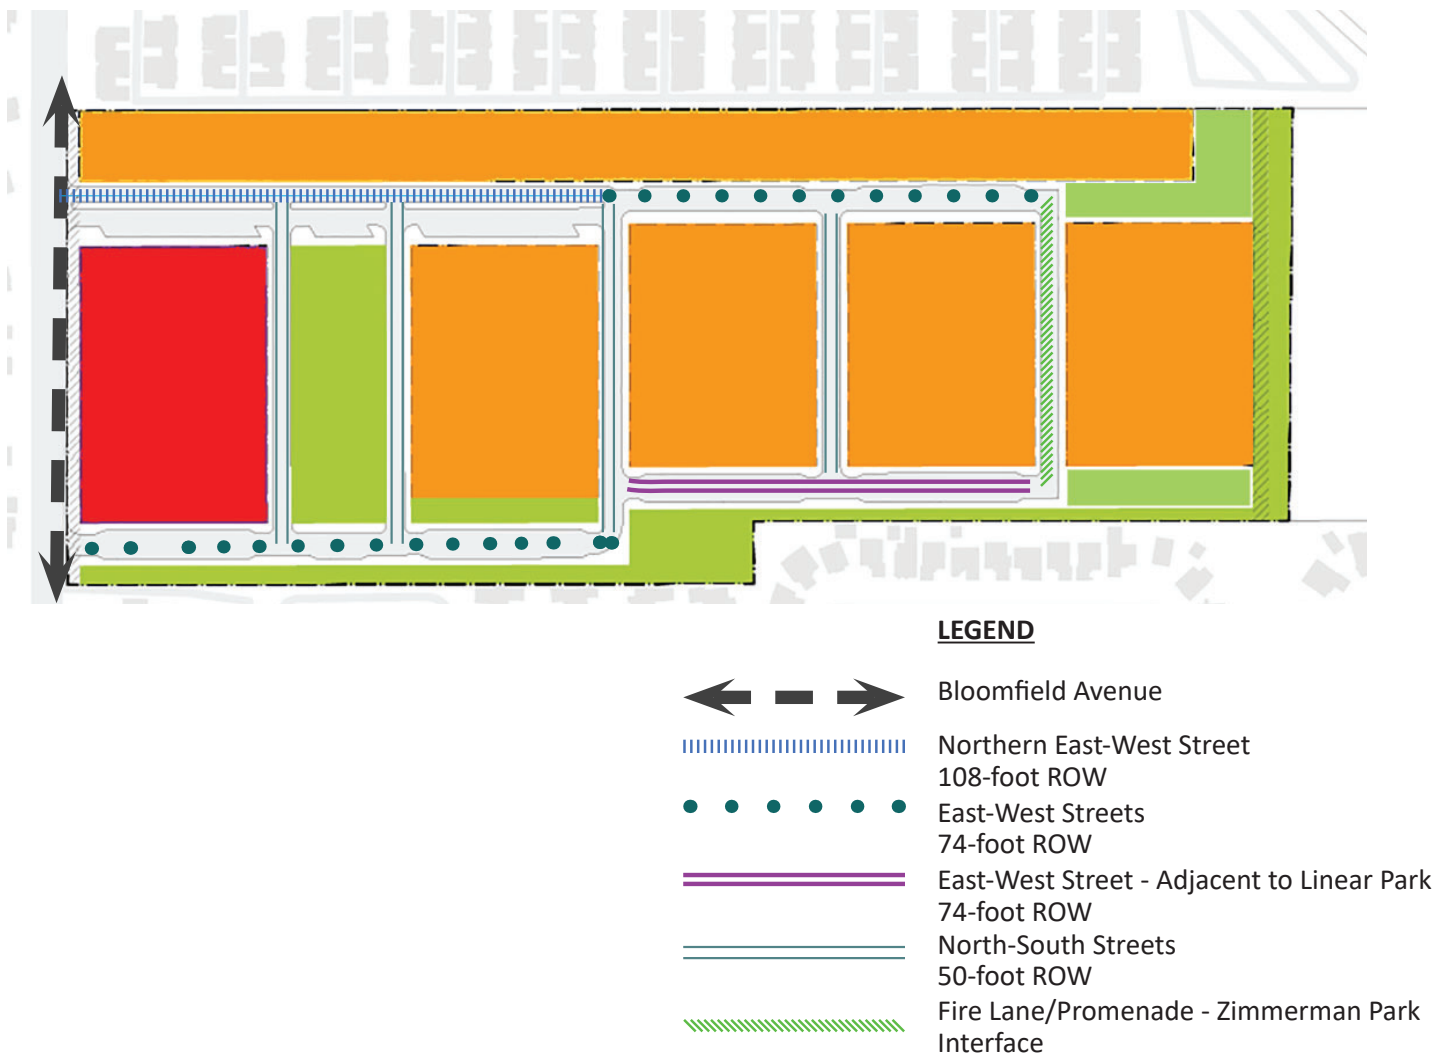 LEGEND
Bloomfield Avenue
Northern East-West Street
108-foot ROW
East-West Streets
74-foot ROW
East-West Street - Adjacent to Linear Park
74-foot ROW
North-South Streets
50-foot ROW
Fire Lane/Promenade - Zimmerman Park
Interface